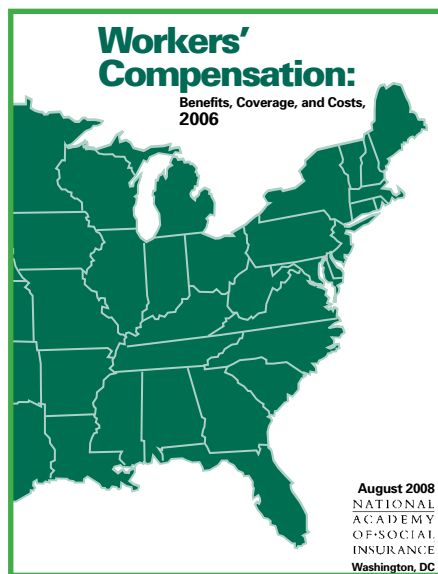 Workers’
Compensation:
Benefits, Coverage, and Costs,
2006
August 2008
NATIONAL
ACADEMY
OF·SOCIAL
INSURANCE
Washington, DC